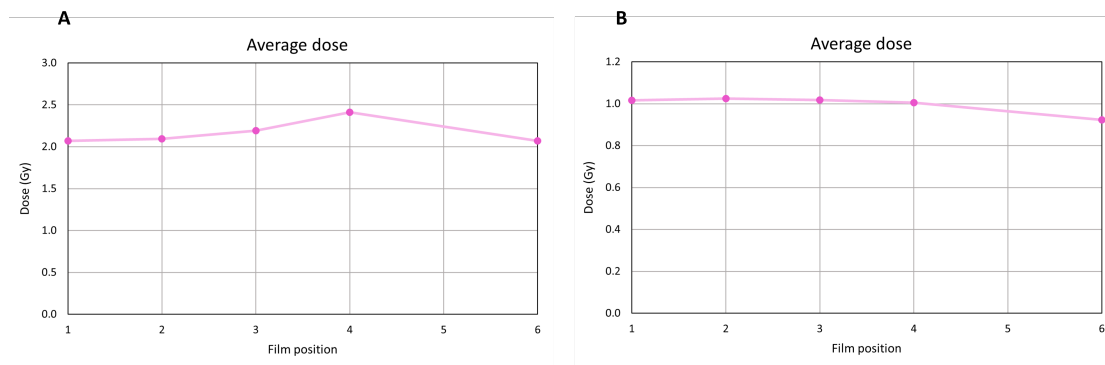 A
Average dose
3.0
2.5
2.0
1.5
1.0
0.5
0.0
Dose (Gy)
1 2 3 4 5 6
Film position
B
Average dose
1.2
1.0
0.8
0.6
0.4
0.2
0.0
Dose (Gy)
1 2 3 4 5 6
Film position